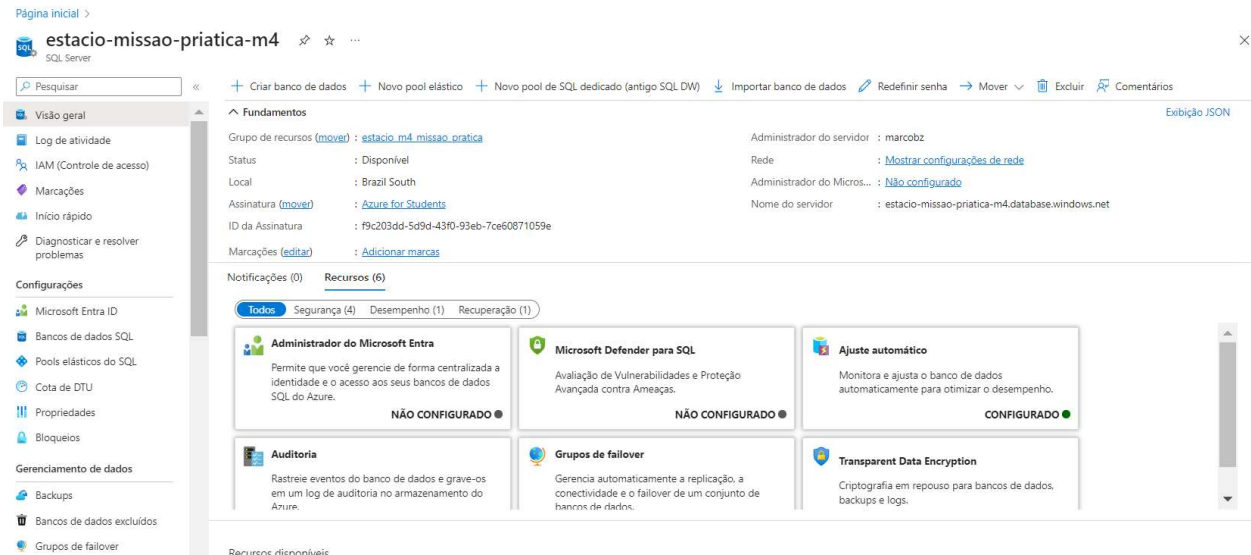 Página inicial >
estacio-missao-priatica-m4
SQL Server
Pesquisar
Criar banco de dados Novo pool elástico Novo pool de SQL dedicado (antigo SQL DW) Importar banco de dados Redefinir senha Mover Excluir Comentários
Visão geral
Log de atividade
IAM (Controle de acesso)
Marcações
Início rápido
Diagnosticar e resolver
problemas
Configurações
Microsoft Entra ID
Bancos de dados SQL
Pools elásticos do SQL
Cota de DTU
Propriedades
Bloqueios
Gerenciamento de dados
Backups
Bancos de dados excluídos
Grupos de failover
Fundamentos
Exibição JSON
Grupo de recursos (mover) : estacio_m4_missao_pratica
Status : Disponível
Local : Brazil South
Assinatura (mover) : Azure for Students
ID da Assinatura : f9c203dd-5d9d-43f0-93eb-7ce60871059e
Marcações (editar) : Adicionar marcas
Administrador do servidor : marcobz
Rede : Mostrar configurações de rede
Administrador do Micros... : Não configurado
Nome do servidor : estacio-missao-priatica-m4.database.windows.net
Notificações (0) Recursos (6)
Todos Segurança (4) Desempenho (1) Recuperação (1)
Administrador do Microsoft Entra
Permite que você gerencie de forma centralizada a
identidade e o acesso aos seus bancos de dados
SQL do Azure.
NÃO CONFIGURADO
Microsoft Defender para SQL
Avaliação de Vulnerabilidades e Proteção
Avançada contra Ameaças.
NÃO CONFIGURADO
Ajuste automático
Monitora e ajusta o banco de dados
automaticamente para otimizar o desempenho.
CONFIGURADO
Auditoria
Rastreie eventos do banco de dados e grave-os
em um log de auditoria no armazenamento do
Azure.
Grupos de failover
Gerencia automaticamente a replicação, a
conectividade e o failover de um conjunto de
bancos de dados.
Transparent Data Encryption
Criptografia em repouso para bancos de dados,
backups e logs.
Recursos disponíveis